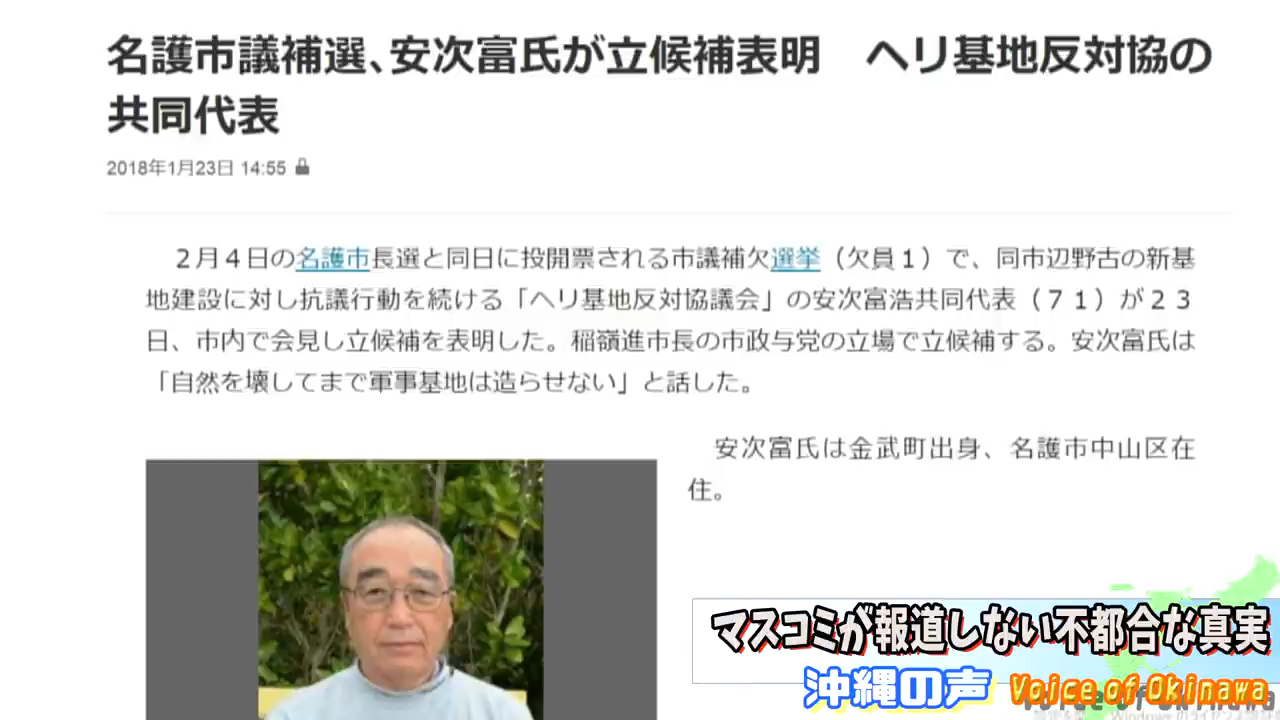 名護市議補選、安次富氏が立候補表明　ヘリ基地反対協の
共同代表
2018年1月23日 14:55
２月４日の名護市長選と同日に投開票される市議補欠選挙（欠員１）で、同市辺野古の新基
地建設に対し抗議行動を続ける「ヘリ基地反対協議会」の安次富浩共同代表（７１）が２３
日、市内で会見し立候補を表明した。稲嶺進市長の市政与党の立場で立候補する。安次富氏は
「自然を壊してまで軍事基地は造らせない」と話した。
安次富氏は金武町出身、名護市中山区在
住。
マスコミが報道しない不都合な真実
沖縄の声 Voice of Okinawa